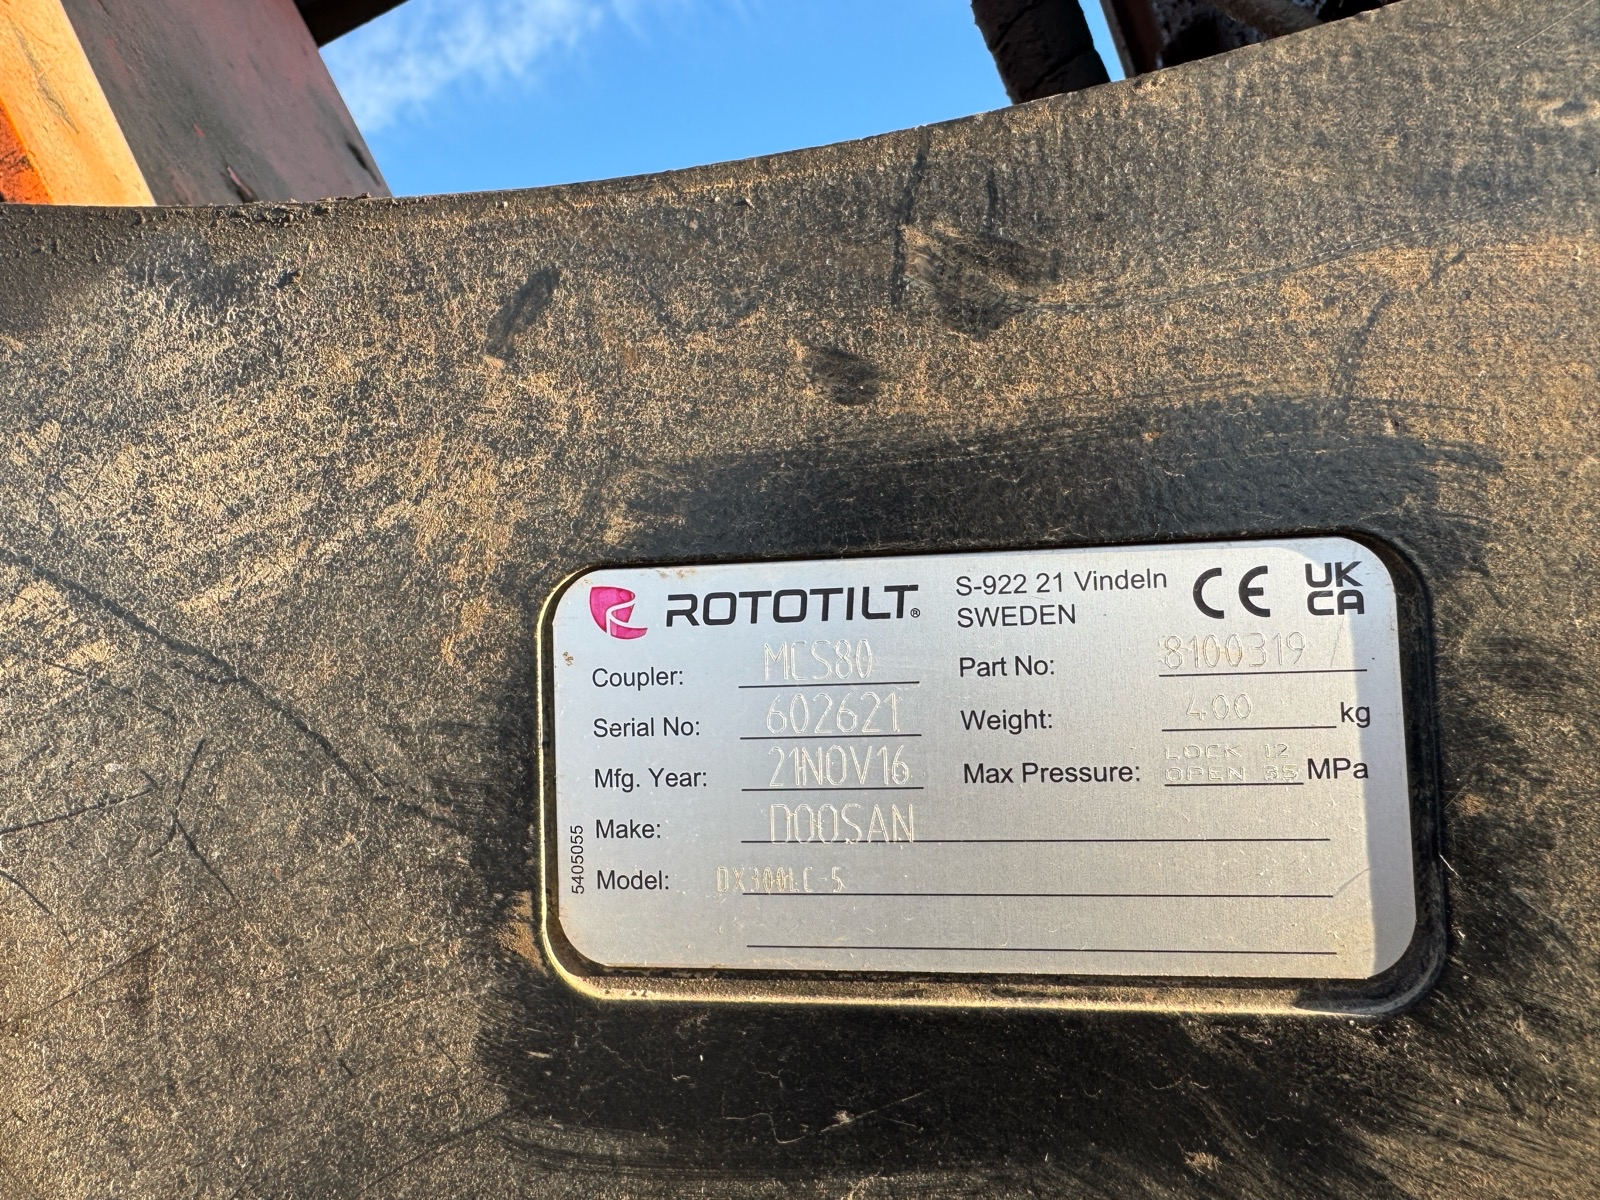 ROTOTILT® S-922 21 Vindeln CE UK
SWEDEN CA
Coupler: MCS80 Part No: 8100319 /
Serial No: 602621 Weight: 400 kg
Mfg. Year: 21NOV16 Max Pressure: LOCK 12
OPEN 35 MPa
Make: DOOSAN
Model: DX300LC-5
5405055